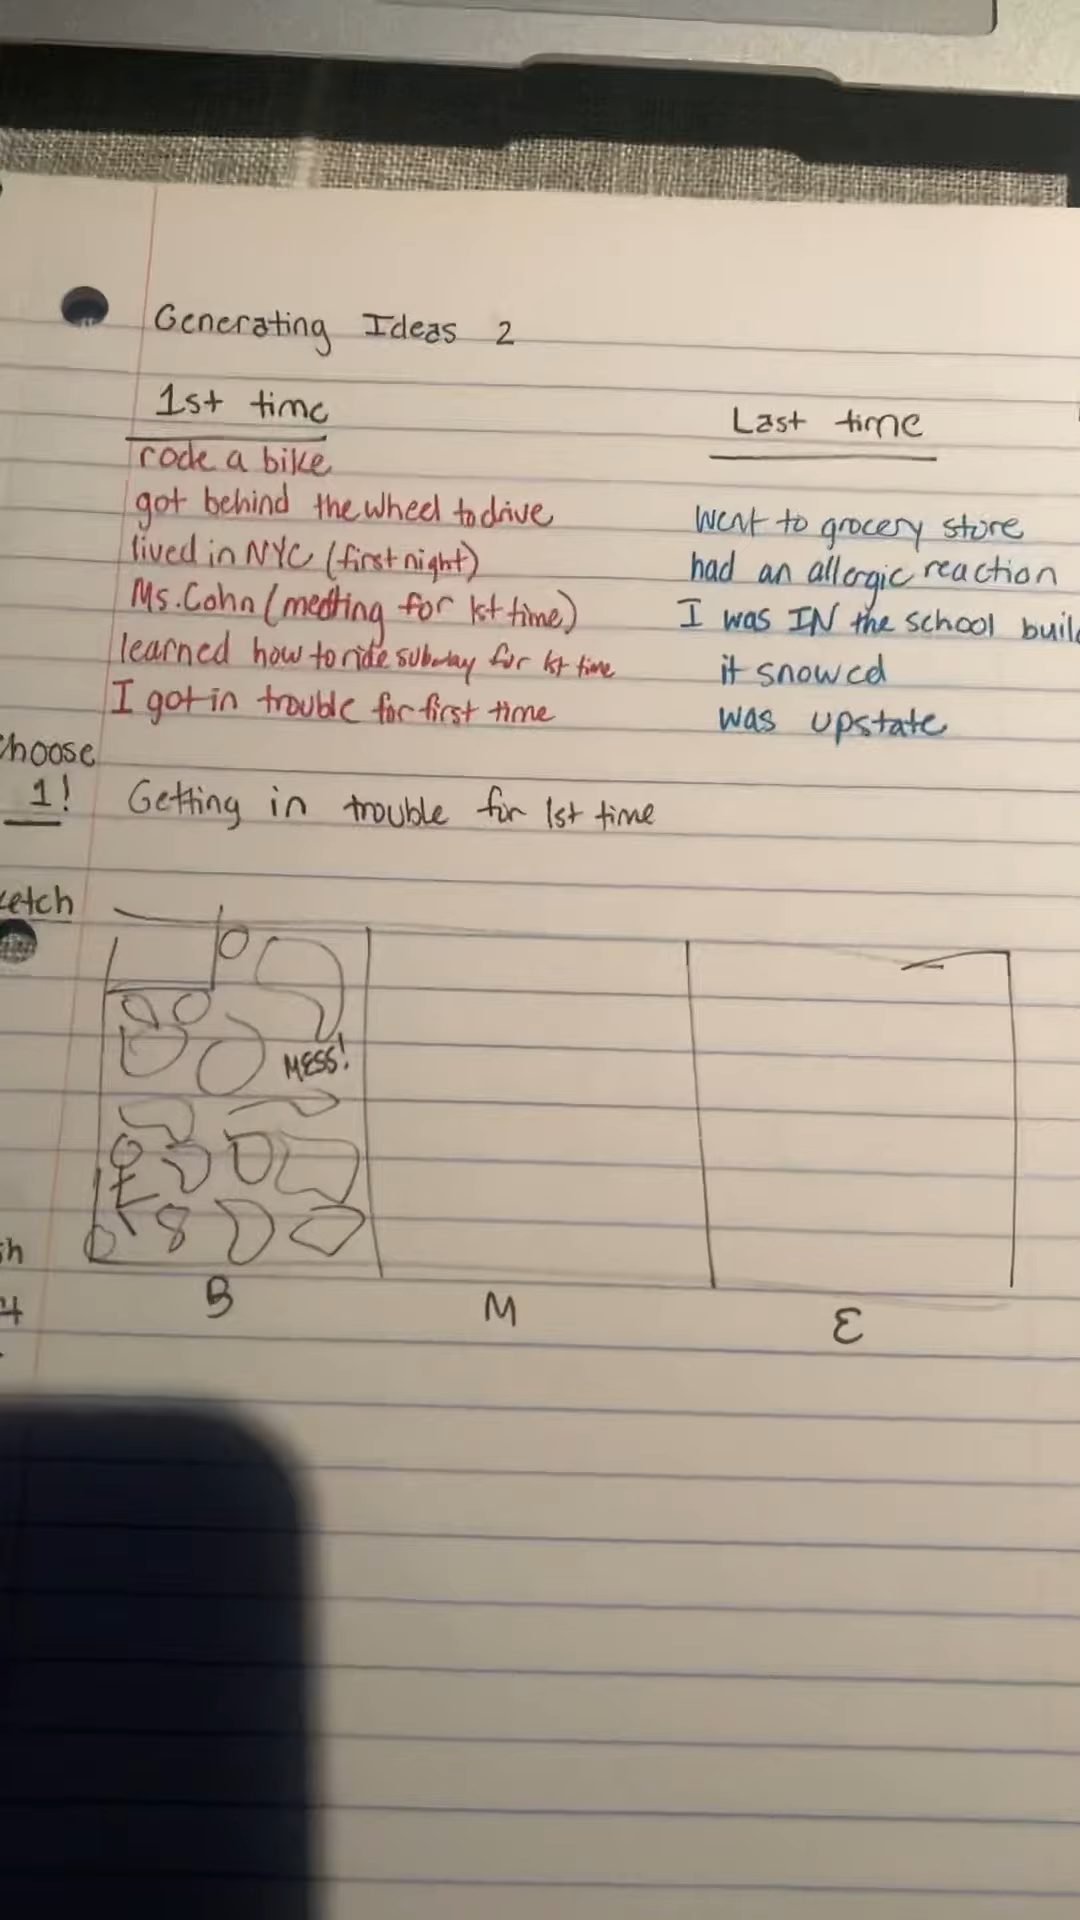 Generating Ideas 2
1st time
rode a bike
got behind the wheel to drive
lived in NYC (first night)
Ms. Cohn (meeting for 1st time)
learned how to ride subway for 1st time
I got in trouble for first time
Last time
Went to grocery store
had an allergic reaction
I was IN the school buil
it snowed
was upstate
choose
1! Getting in trouble for 1st time
ketch
MESS!
B M E